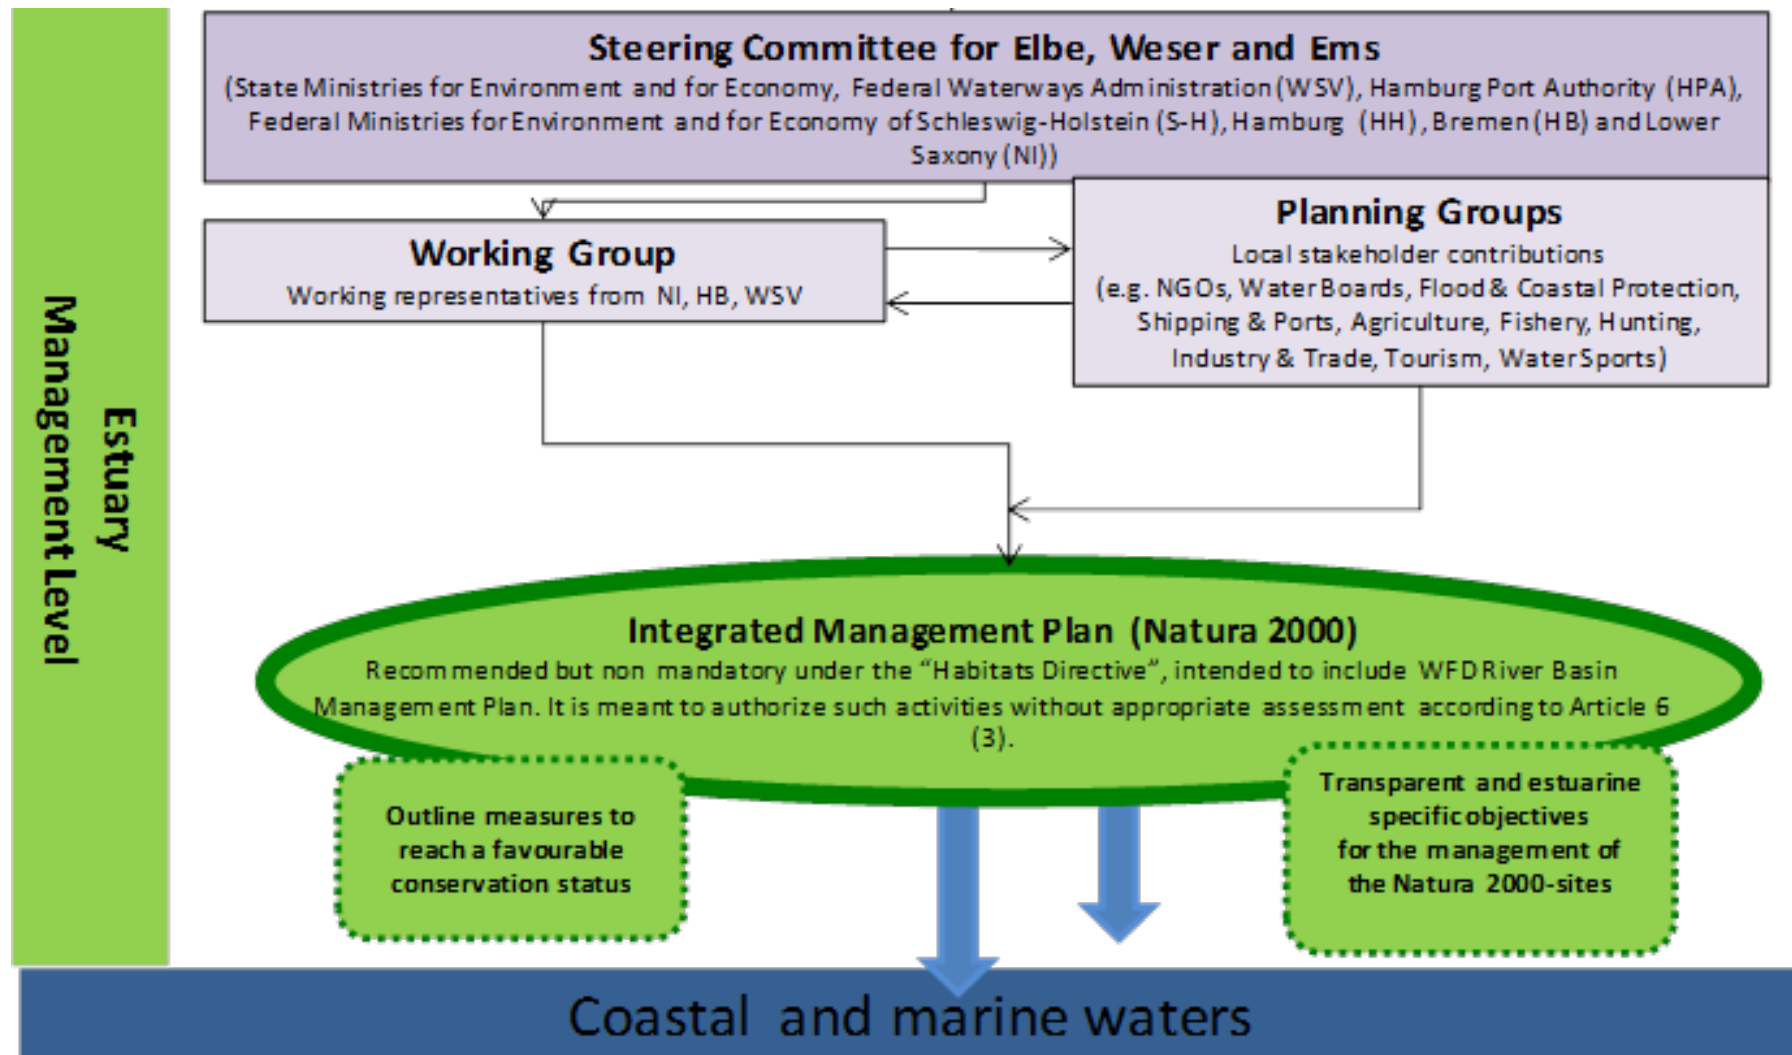 Steering Committee for Elbe, Weser and Ems
(State Ministries for Environment and for Economy, Federal Waterways Administration (WSV), Hamburg Port Authority (HPA),
Federal Ministries for Environment and for Economy of Schleswig-Holstein (S-H), Hamburg (HH), Bremen (HB) and Lower
Saxony (NI))
Working Group
Working representatives from NI, HB, WSV
Planning Groups
Local stakeholder contributions
(e.g. NGOs, Water Boards, Flood & Coastal Protection,
Shipping & Ports, Agriculture, Fishery, Hunting,
Industry & Trade, Tourism, Water Sports)
Estuary
Management Level
Integrated Management Plan (Natura 2000)
Recommended but non mandatory under the “Habitats Directive”, intended to include WFD River Basin
Management Plan. It is meant to authorize such activities without appropriate assessment according to Article 6
(3).
Outline measures to
reach a favourable
conservation status
Transparent and estuarine
specific objectives
for the management of
the Natura 2000-sites
Coastal and marine waters